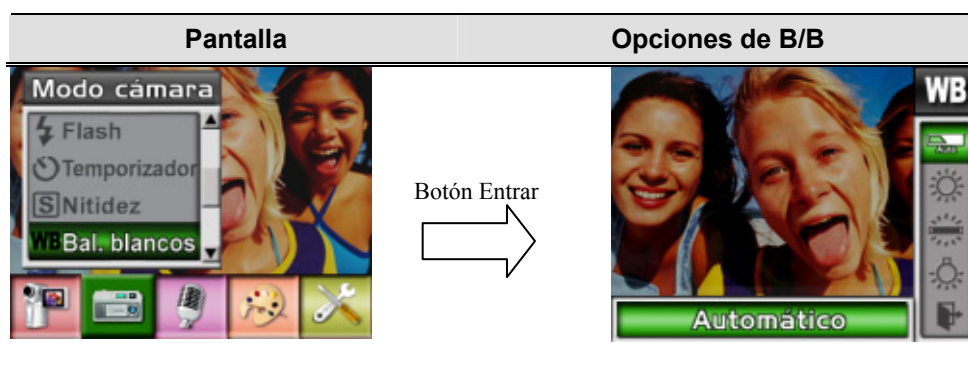 Pantalla Opciones de B/B
Modo cámara
Flash
Temporizador
S Nitidez
WB Bal. blancos
Botón Entrar
WB
Auto
Automático